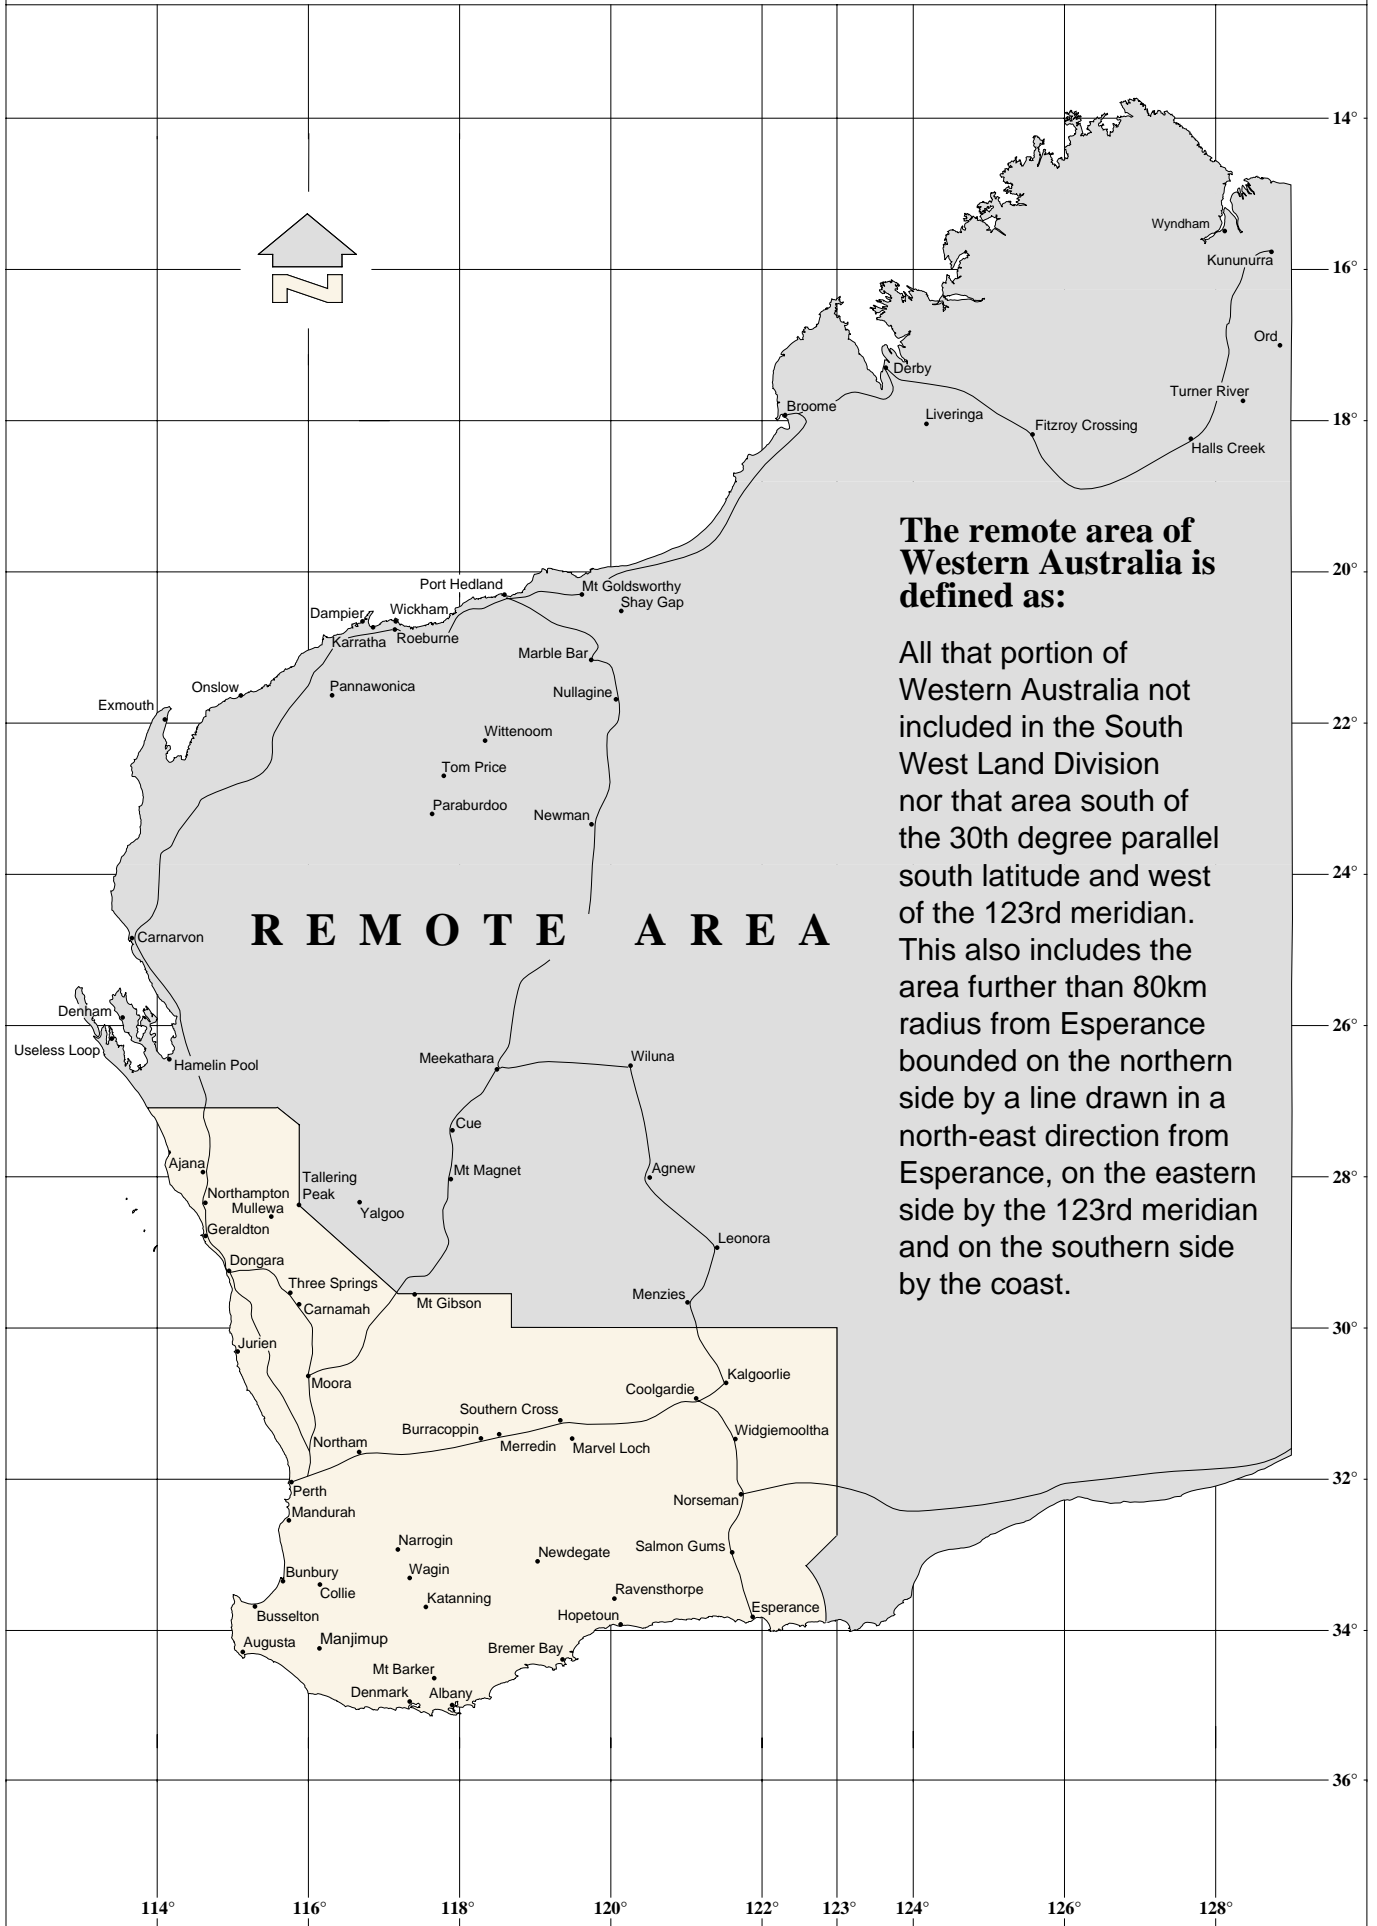 14°
N
Wyndham
Kununurra
16°
Ord
Derby
Turner River
Broome
Liveringa
18°
Fitzroy Crossing
Halls Creek
The remote area of
Western Australia is
defined as:
All that portion of
Western Australia not
included in the South
West Land Division
nor that area south of
the 30th degree parallel
south latitude and west
of the 123rd meridian.
This also includes the
area further than 80km
radius from Esperance
bounded on the northern
side by a line drawn in a
north-east direction from
Esperance, on the eastern
side by the 123rd meridian
and on the southern side
by the coast.
20°
Port Hedland
Mt Goldsworthy
Shay Gap
Dampier
Wickham
Karratha
Roeburne
Marble Bar
Onslow
Pannawonica
Nullagine
Exmouth
22°
Wittenoom
Tom Price
Paraburdoo
Newman
24°
REMOTE AREA
Carnarvon
Denham
26°
Useless Loop
Hamelin Pool
Meekathara
Wiluna
Cue
Ajana
Mt Magnet
Agnew
Tallering
Peak
28°
Northampton
Mullewa
Yalgoo
Geraldton
Leonora
Dongara
Three Springs
Carnamah
Mt Gibson
Menzies
30°
Jurien
Moora
Kalgoorlie
Coolgardie
Southern Cross
Burracoppin
Widgiemooltha
Northam
Merredin
Marvel Loch
32°
Perth
Norseman
Mandurah
Narrogin
Newdegate
Salmon Gums
Bunbury
Wagin
Collie
Katanning
Ravensthorpe
Busselton
Hopetoun
Esperance
34°
Augusta
Manjimup
Bremer Bay
Mt Barker
Denmark
Albany
36°
114°
116°
118°
120°
122°
123°
124°
126°
128°